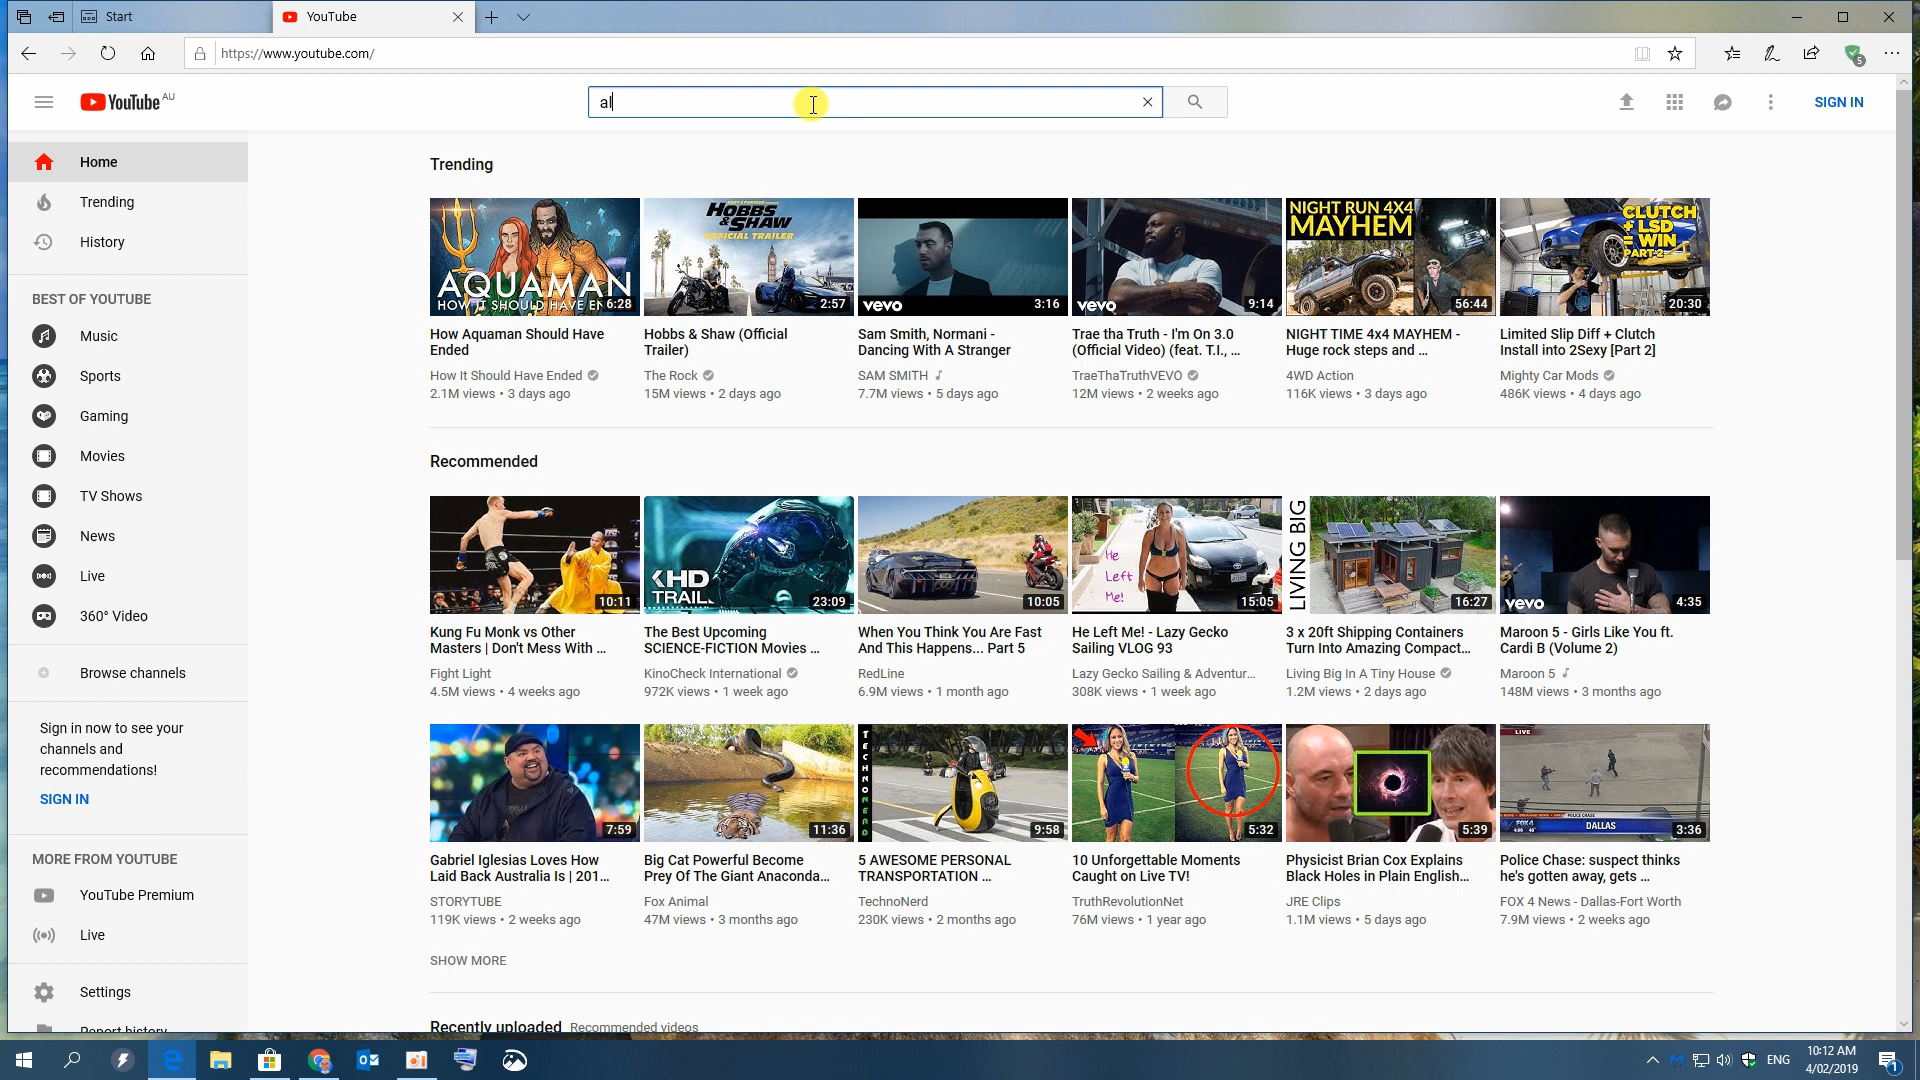 Start
YouTube
https://www.youtube.com/
5
YouTube AU
al
SIGN IN
Home
Trending
History
BEST OF YOUTUBE
Music
Sports
Gaming
Movies
TV Shows
News
Live
360° Video
Browse channels
Sign in now to see your
channels and
recommendations!
SIGN IN
MORE FROM YOUTUBE
YouTube Premium
Live
Settings
Report history
Trending
AQUAMAN
HOW IT SHOULD HAVE EN
6:28
How Aquaman Should Have
Ended
How It Should Have Ended
2.1M views • 3 days ago
HOBBS
& SHAW
OFFICIAL TRAILER
2:57
Hobbs & Shaw (Official
Trailer)
The Rock
15M views • 2 days ago
vevo
3:16
Sam Smith, Normani -
Dancing With A Stranger
SAM SMITH
7.7M views • 5 days ago
vevo
9:14
Trae tha Truth - I'm On 3.0
(Official Video) (feat. T.I., ...
TraeThaTruthVEVO
12M views • 2 weeks ago
NIGHT RUN 4X4
MAYHEM
56:44
NIGHT TIME 4x4 MAYHEM -
Huge rock steps and ...
4WD Action
116K views • 3 days ago
CLUTCH
+ LSD
= WIN
PART 2
20:30
Limited Slip Diff + Clutch
Install into 2Sexy [Part 2]
Mighty Car Mods
486K views • 4 days ago
Recommended
10:11
Kung Fu Monk vs Other
Masters | Don't Mess With ...
Fight Light
4.5M views • 4 weeks ago
KHD
TRAIL
23:09
The Best Upcoming
SCIENCE-FICTION Movies ...
KinoCheck International
972K views • 1 week ago
10:05
When You Think You Are Fast
And This Happens... Part 5
RedLine
6.9M views • 1 month ago
He
Left
Me!
15:05
He Left Me! - Lazy Gecko
Sailing VLOG 93
Lazy Gecko Sailing & Adventur...
308K views • 1 week ago
LIVING BIG
16:27
3 x 20ft Shipping Containers
Turn Into Amazing Compact...
Living Big In A Tiny House
1.2M views • 2 days ago
vevo
4:35
Maroon 5 - Girls Like You ft.
Cardi B (Volume 2)
Maroon 5
148M views • 3 months ago
7:59
Gabriel Iglesias Loves How
Laid Back Australia Is | 201...
STORYTUBE
119K views • 2 weeks ago
11:36
Big Cat Powerful Become
Prey Of The Giant Anaconda...
Fox Animal
47M views • 3 months ago
TECHNONERD
9:58
5 AWESOME PERSONAL
TRANSPORTATION ...
TechnoNerd
230K views • 2 months ago
5:32
10 Unforgettable Moments
Caught on Live TV!
TruthRevolutionNet
76M views • 1 year ago
5:39
Physicist Brian Cox Explains
Black Holes in Plain English...
JRE Clips
1.1M views • 5 days ago
LIVE
FOX 4
DALLAS
3:36
Police Chase: suspect thinks
he's gotten away, gets ...
FOX 4 News - Dallas-Fort Worth
7.9M views • 2 weeks ago
SHOW MORE
Recently uploaded Recommended videos
ENG
10:12 AM
4/02/2019
1